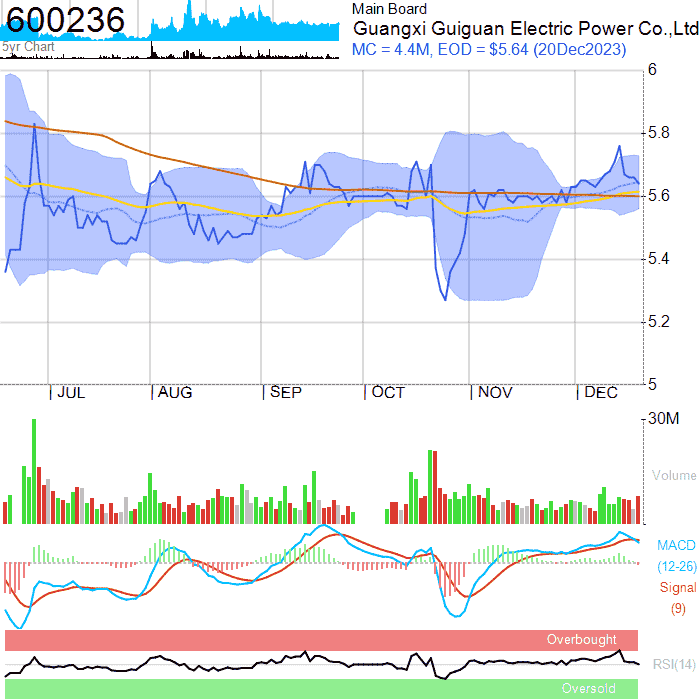 600236
5yr Chart
Main Board
Guangxi Guiguan Electric Power Co.,Ltd
MC = 4.4M, EOD = $5.64 (20Dec2023)
6
5.8
5.6
5.4
5.2
5
JUL
AUG
SEP
OCT
NOV
DEC
30M
Volume
MACD
(12-26)
Signal
(9)
Overbought
RSI(14)
Oversold